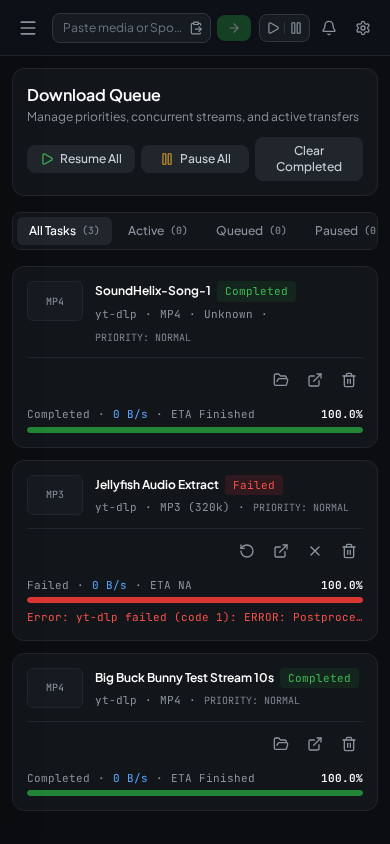 Paste media or Spo...
Download Queue
Manage priorities, concurrent streams, and active transfers
Resume All
Pause All
Clear
Completed
All Tasks (3)
Active (0)
Queued (0)
Paused (0
MP4
SoundHelix-Song-1 Completed
yt-dlp · MP4 · Unknown ·
PRIORITY: NORMAL
Completed · 0 B/s · ETA Finished 100.0%
MP3
Jellyfish Audio Extract Failed
yt-dlp · MP3 (320k) · PRIORITY: NORMAL
Failed · 0 B/s · ETA NA 100.0%
Error: yt-dlp failed (code 1): ERROR: Postproce…
MP4
Big Buck Bunny Test Stream 10s Completed
yt-dlp · MP4 · PRIORITY: NORMAL
Completed · 0 B/s · ETA Finished 100.0%